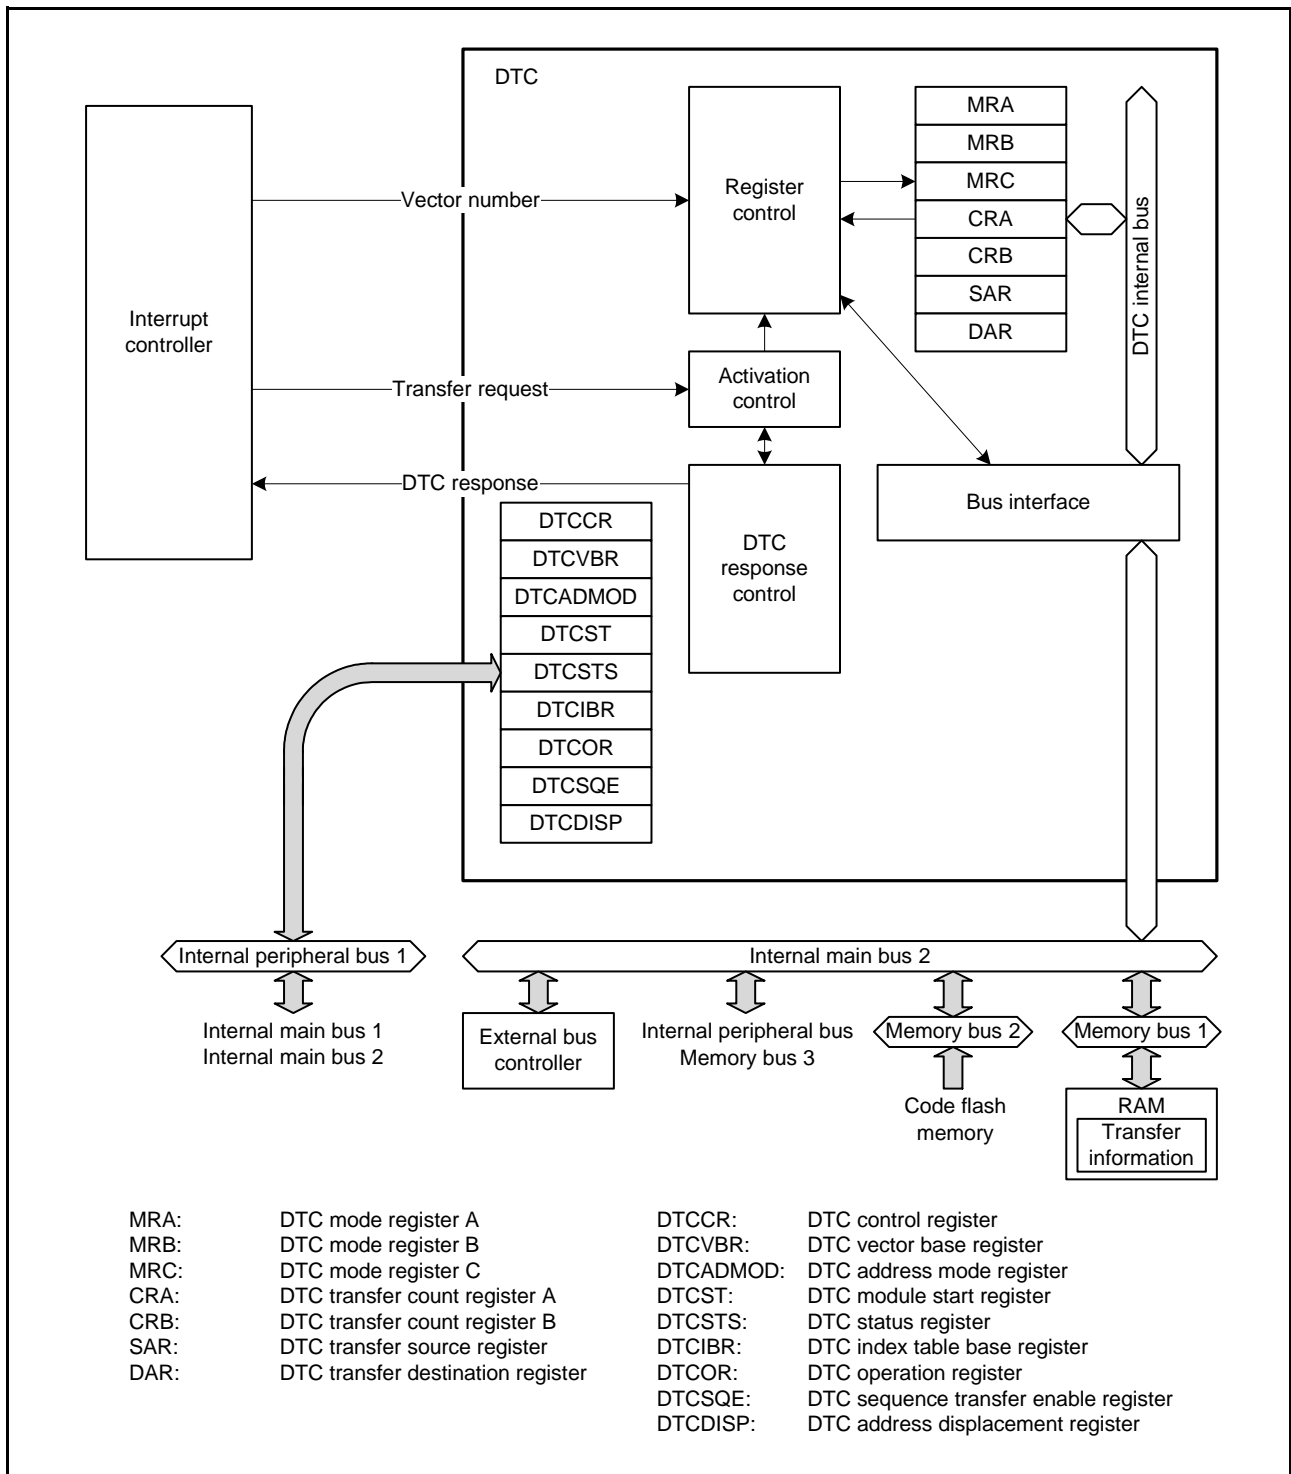 DTC
MRA
MRB
MRC
CRA
CRB
SAR
DAR
DTC internal bus
Vector number
Register
control
Interrupt
controller
Transfer request
Activation
control
DTC response
Bus interface
DTCCR
DTCVBR
DTCADMOD
DTCST
DTCSTS
DTCIBR
DTCOR
DTCSQE
DTCDISP
DTC
response
control
Internal peripheral bus 1
Internal main bus 2
Internal main bus 1
Internal main bus 2
External bus
controller
Internal peripheral bus
Memory bus 3
Memory bus 2
Memory bus 1
Code flash
memory
RAM
Transfer
information
MRA: DTC mode register A
MRB: DTC mode register B
MRC: DTC mode register C
CRA: DTC transfer count register A
CRB: DTC transfer count register B
SAR: DTC transfer source register
DAR: DTC transfer destination register
DTCCR: DTC control register
DTCVBR: DTC vector base register
DTCADMOD: DTC address mode register
DTCST: DTC module start register
DTCSTS: DTC status register
DTCIBR: DTC index table base register
DTCOR: DTC operation register
DTCSQE: DTC sequence transfer enable register
DTCDISP: DTC address displacement register